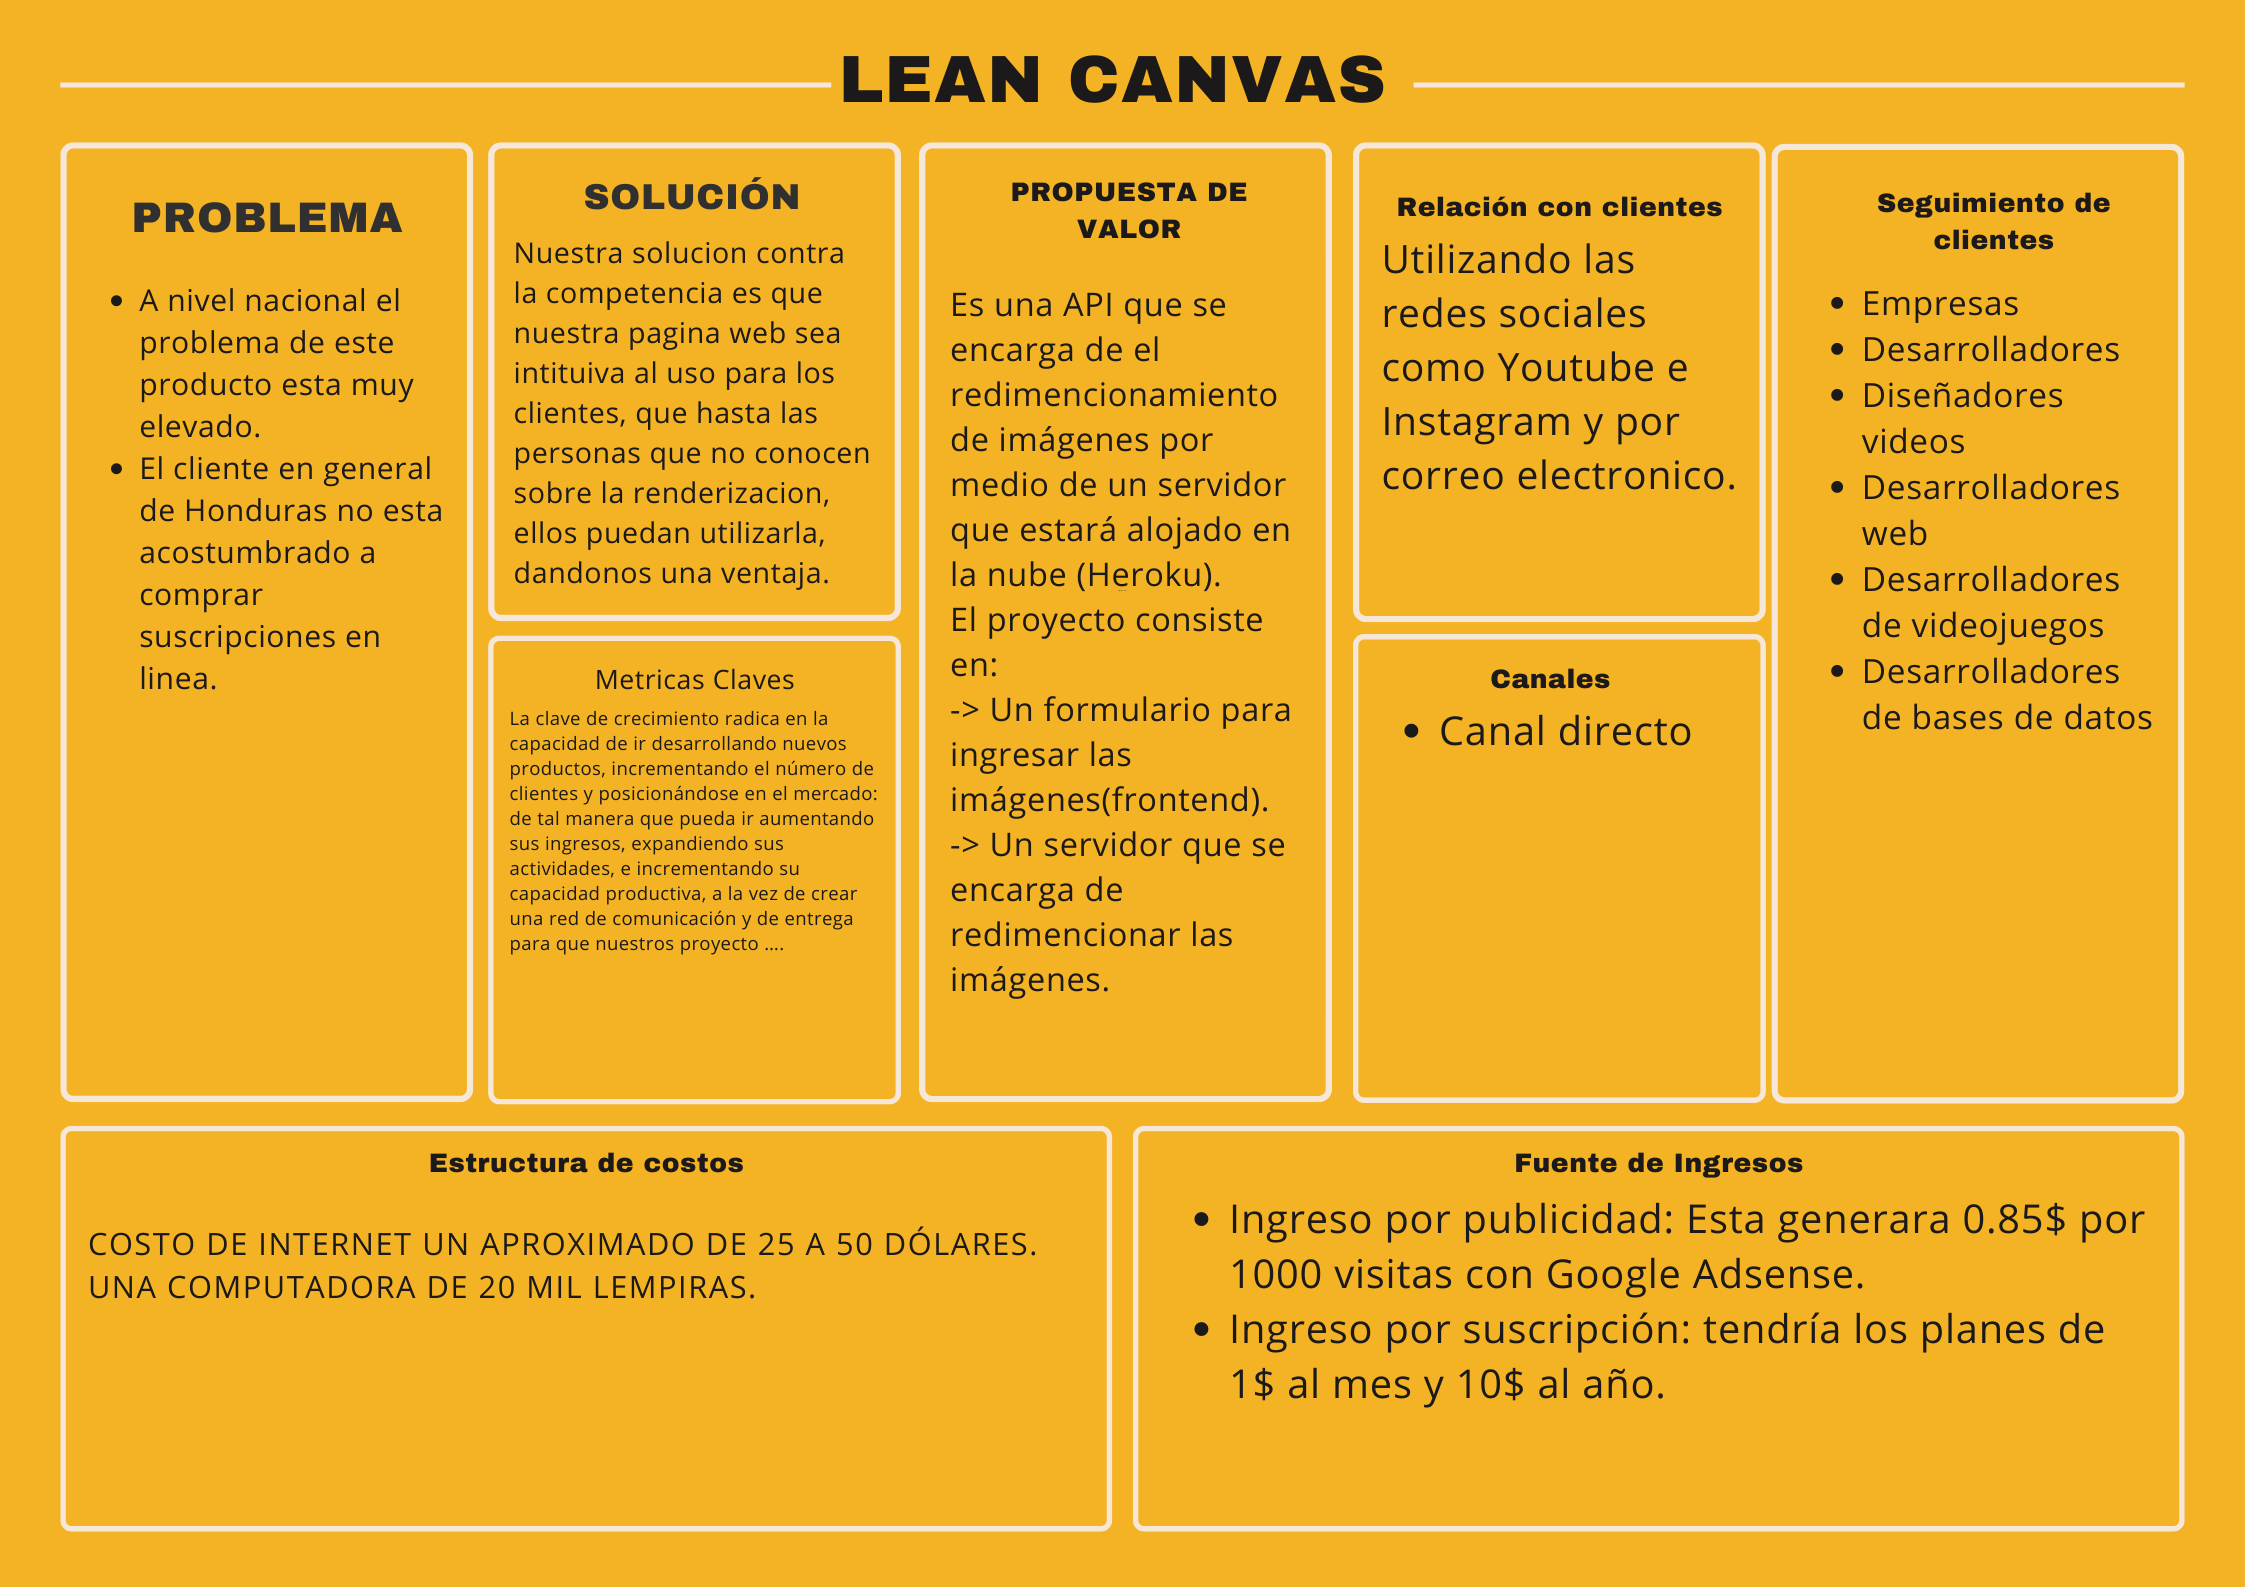 LEAN CANVAS
PROBLEMA
• A nivel nacional el
problema de este
producto esta muy
elevado.
• El cliente en general
de Honduras no esta
acostumbrado a
comprar
suscripciones en
linea.
SOLUCIÓN
Nuestra solucion contra
la competencia es que
nuestra pagina web sea
intituiva al uso para los
clientes, que hasta las
personas que no conocen
sobre la renderizacion,
ellos puedan utilizarla,
dandonos una ventaja.
Metricas Claves
La clave de crecimiento radica en la
capacidad de ir desarrollando nuevos
productos, incrementando el número de
clientes y posicionándose en el mercado:
de tal manera que pueda ir aumentando
sus ingresos, expandiendo sus
actividades, e incrementando su
capacidad productiva, a la vez de crear
una red de comunicación y de entrega
para que nuestros proyecto ....
PROPUESTA DE
VALOR
Es una API que se
encarga de el
redimencionamiento
de imágenes por
medio de un servidor
que estará alojado en
la nube (Heroku).
El proyecto consiste
en:
-> Un formulario para
ingresar las
imágenes(frontend).
-> Un servidor que se
encarga de
redimencionar las
imágenes.
Relación con clientes
Utilizando las
redes sociales
como Youtube e
Instagram y por
correo electronico.
Canales
• Canal directo
Seguimiento de
clientes
• Empresas
• Desarrolladores
• Diseñadores
videos
• Desarrolladores
web
• Desarrolladores
de videojuegos
• Desarrolladores
de bases de datos
Estructura de costos
COSTO DE INTERNET UN APROXIMADO DE 25 A 50 DÓLARES.
UNA COMPUTADORA DE 20 MIL LEMPIRAS.
Fuente de Ingresos
• Ingreso por publicidad: Esta generara 0.85$ por
1000 visitas con Google Adsense.
• Ingreso por suscripción: tendría los planes de
1$ al mes y 10$ al año.